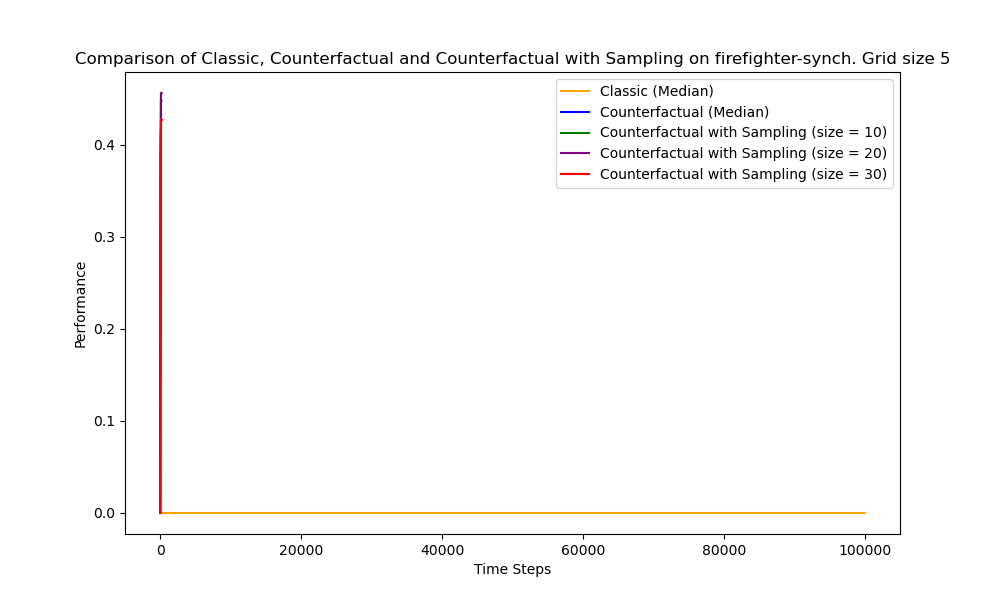 Comparison of Classic, Counterfactual and Counterfactual with Sampling on firefighter-synch. Grid size 5
Classic (Median)
Counterfactual (Median)
Counterfactual with Sampling (size = 10)
Counterfactual with Sampling (size = 20)
Counterfactual with Sampling (size = 30)
Performance
0.4
0.3
0.2
0.1
0.0
0 20000 40000 60000 80000 100000
Time Steps